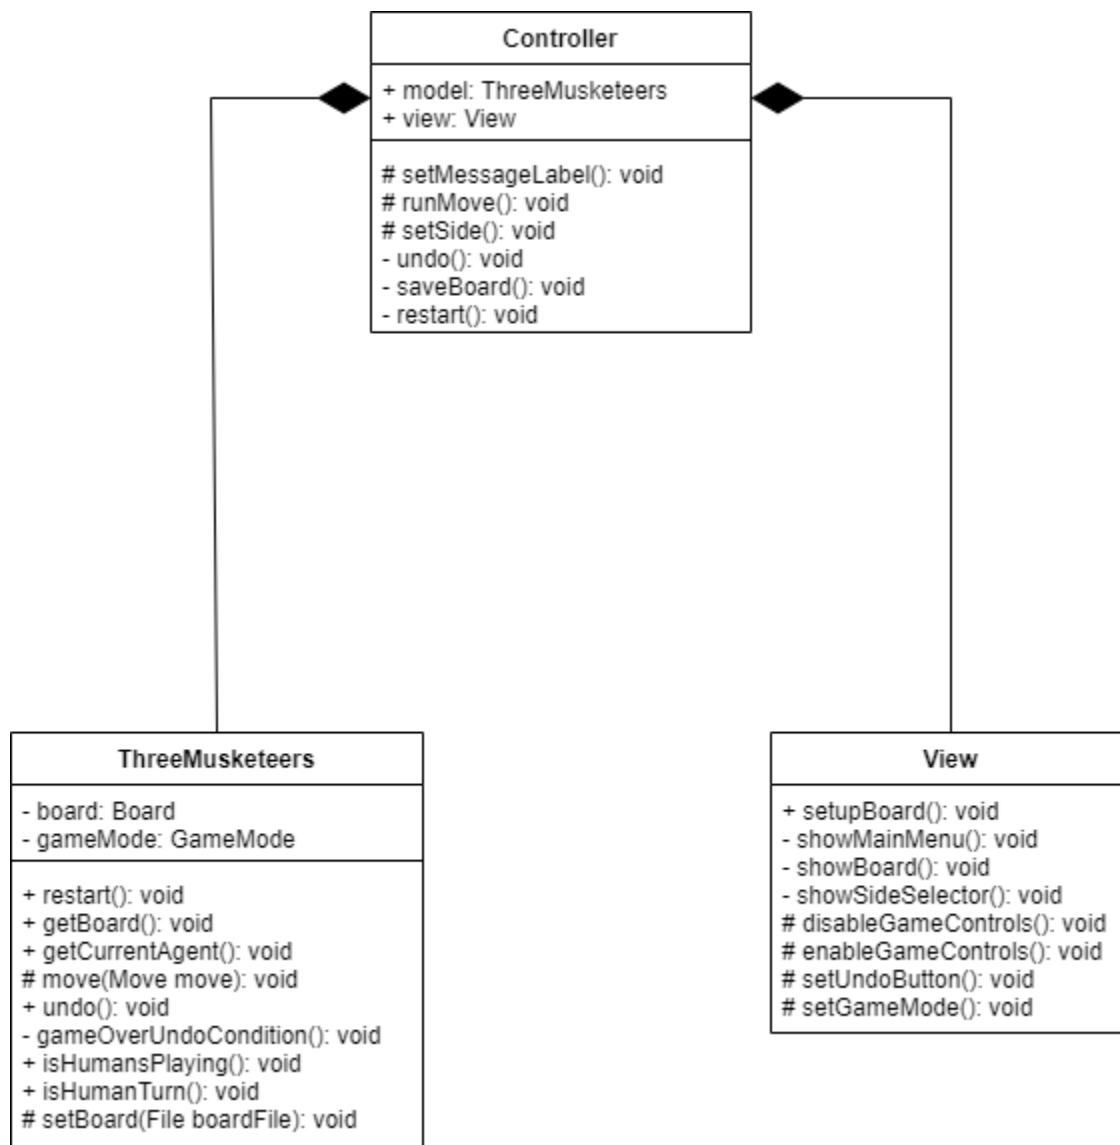 Controller
+ model: ThreeMusketeers
+ view: View
# setMessageLabel(): void
# runMove(): void
# setSide(): void
- undo(): void
- saveBoard(): void
- restart(): void
ThreeMusketeers
- board: Board
- gameMode: GameMode
+ restart(): void
+ getBoard(): void
+ getCurrentAgent(): void
# move(Move move): void
+ undo(): void
- gameOverUndoCondition(): void
+ isHumansPlaying(): void
+ isHumanTurn(): void
# setBoard(File boardFile): void
View
+ setupBoard(): void
- showMainMenu(): void
- showBoard(): void
- showSideSelector(): void
# disableGameControls(): void
# enableGameControls(): void
# setUndoButton(): void
# setGameMode(): void